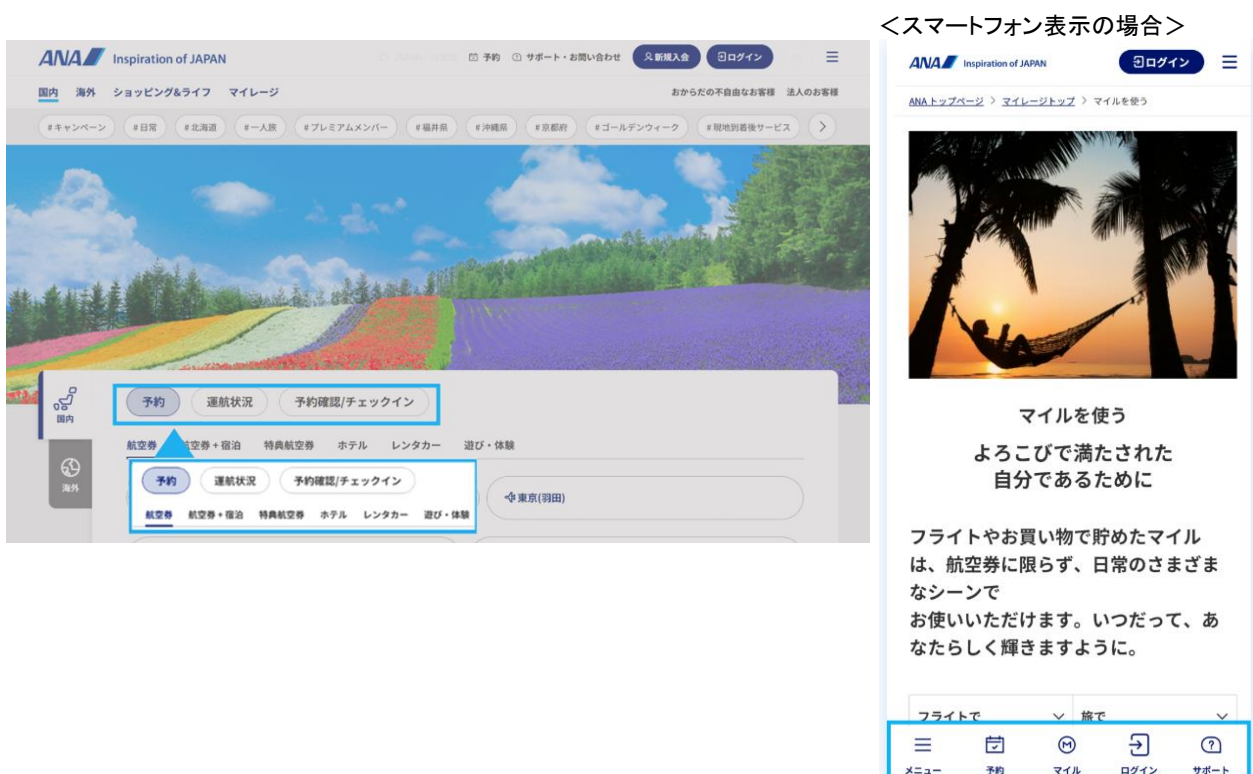 ＜スマートフォン表示の場合＞
ANA Inspiration of JAPAN
予約
サポート・お問い合わせ
新規入会
ログイン
国内 海外 ショッピング&ライフ マイレージ
おからだの不自由なお客様 法人のお客様
#キャンペーン #日常 #北海道 #一人旅 #プレミアムメンバー #福井県 #沖縄県 #京都府 #ゴールデンウィーク #現地到着後サービス
国内
海外
予約 運航状況 予約確認/チェックイン
航空券 空券+宿泊 特典航空券 ホテル レンタカー 遊び・体験
予約 運航状況 予約確認/チェックイン
航空券 航空券+宿泊 特典航空券 ホテル レンタカー 遊び・体験
東京(羽田)
ANA Inspiration of JAPAN
ログイン
ANA トップページ > マイレージトップ > マイルを使う
マイルを使う
よろこびで満たされた
自分であるために
フライトやお買い物で貯めたマイル
は、航空券に限らず、日常のさまざま
なシーンで
お使いいただけます。いつだって、あ
なたらしく輝きますように。
フライトで 旅で
メニュー 予約 マイル ログイン サポート